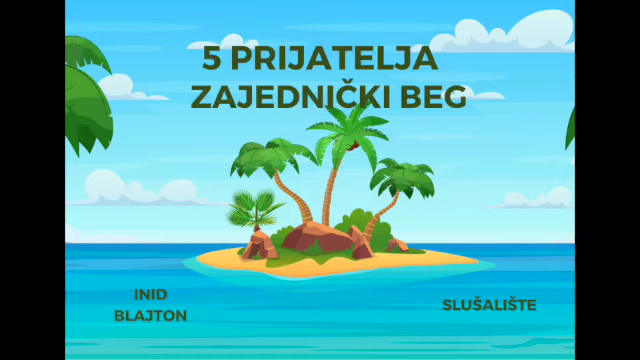 5 PRIJATELJA
ZAJEDNIČKI BEG
INID
BLAJTON
SLUŠALIŠTE